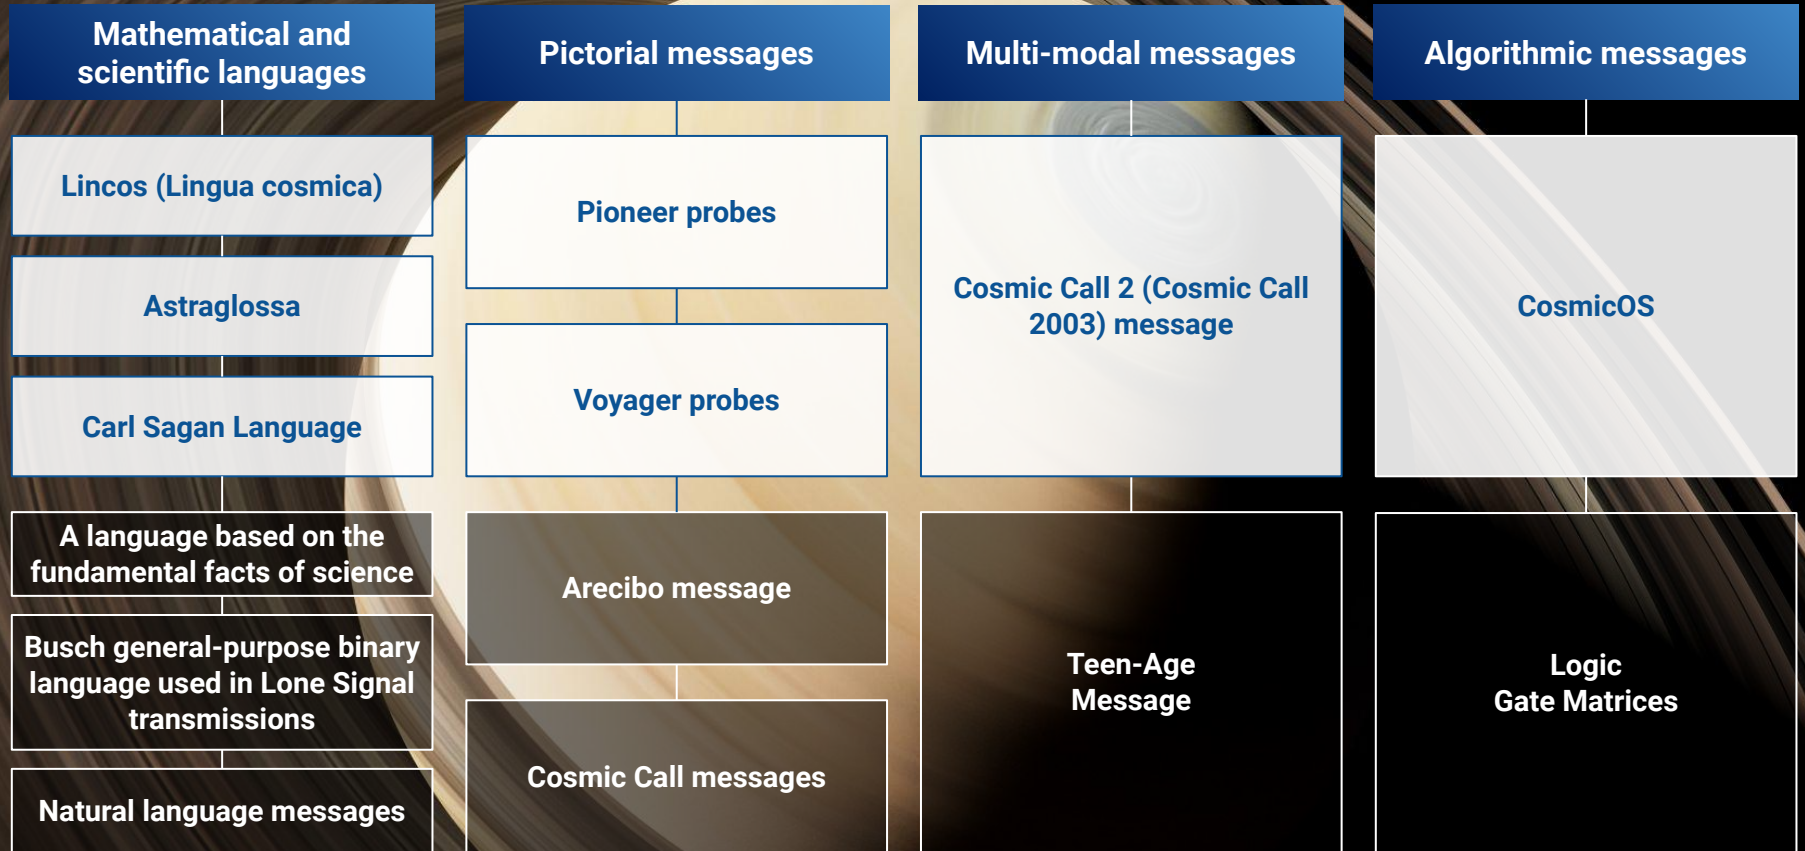 Mathematical and
scientific languages
Lincos (Lingua cosmica)
Astraglossa
Carl Sagan Language
A language based on the
fundamental facts of science
Busch general-purpose binary
language used in Lone Signal
transmissions
Natural language messages
Pictorial messages
Pioneer probes
Voyager probes
Arecibo message
Cosmic Call messages
Multi-modal messages
Cosmic Call 2 (Cosmic Call
2003) message
Teen-Age
Message
Algorithmic messages
CosmicOS
Logic
Gate Matrices